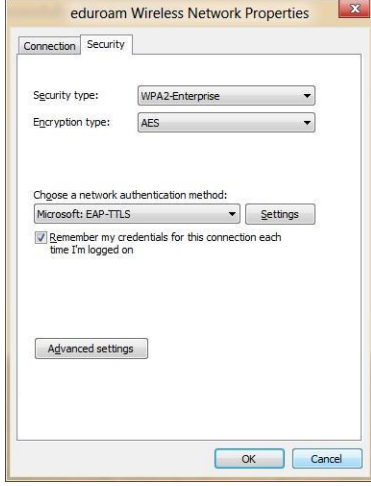 eduroam Wireless Network Properties
x
Connection Security
Security type: WPA2-Enterprise
Encryption type: AES
Choose a network authentication method:
Microsoft: EAP-TTLS Settings
Remember my credentials for this connection each
time I'm logged on
Advanced settings
OK Cancel